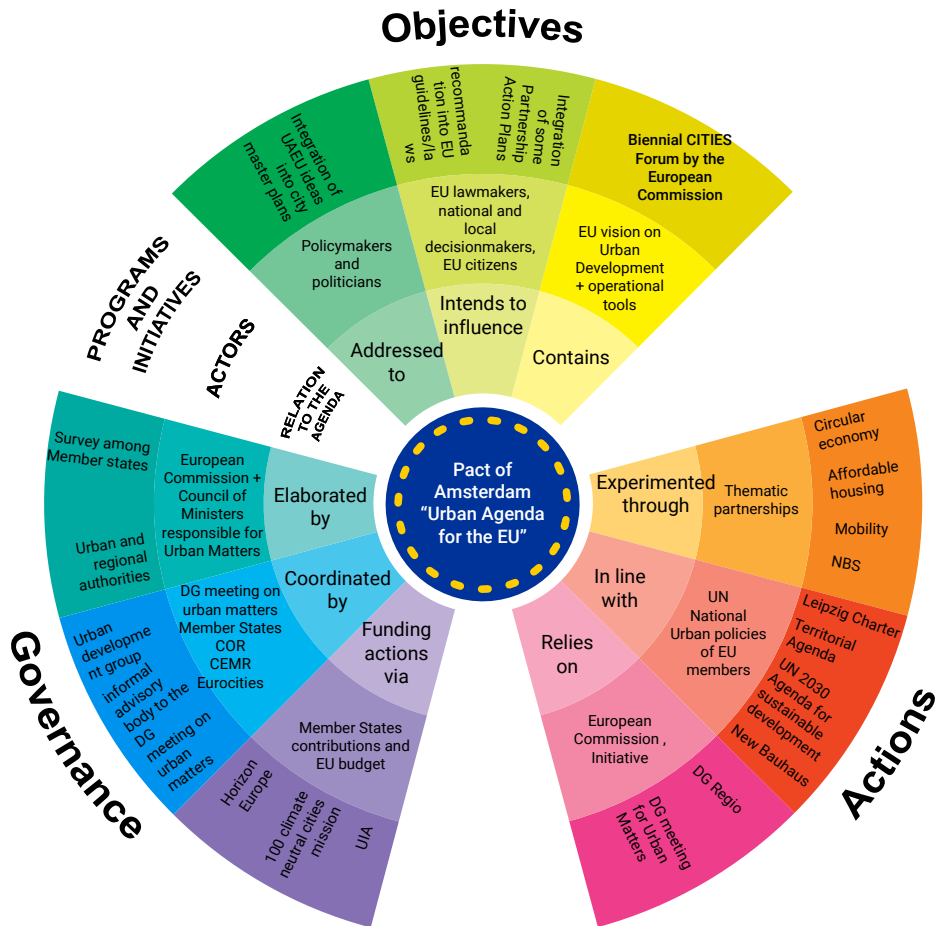 Objectives
Integration of
UAEU ideas
into city
master plans
recommanda
tion into EU
guidelines/la
ws
Integration
of some
Partnership
Action Plans
Biennial CITIES
Forum by the
European
Commission
Policymakers
and
politicians
EU lawmakers,
national and
local
decisionmakers,
EU citizens
EU vision on
Urban
Development
+ operational
tools
Addressed
to
Intends to
influence
Contains
PROGRAMS
AND
INITIATIVES
ACTORS
RELATION
TO THE
AGENDA
Pact of
Amsterdam
“Urban Agenda
for the EU”
Survey among
Member states
Urban and
regional
authorities
European
Commission +
Council of
Ministers
responsible for
Urban Matters
Elaborated
by
Urban
developme
nt group
informal
advisory
body to the
DG
meeting on
urban
matters
DG meeting on
urban matters
Member States
COR
CEMR
Eurocities
Coordinated
by
Funding
actions
via
Member States
contributions and
EU budget
Horizon
Europe
100 climate
neutral cities
mission
UIA
Governance
Experimented
through
Thematic
partnerships
Circular
economy
Affordable
housing
Mobility
NBS
In line
with
UN
National
Urban policies
of EU
members
Leipzig Charter
Territorial
Agenda
UN 2030
Agenda for
sustainable
development
New Bauhaus
Relies
on
European
Commission ,
Initiative
DG Regio
DG meeting
for Urban
Matters
Actions